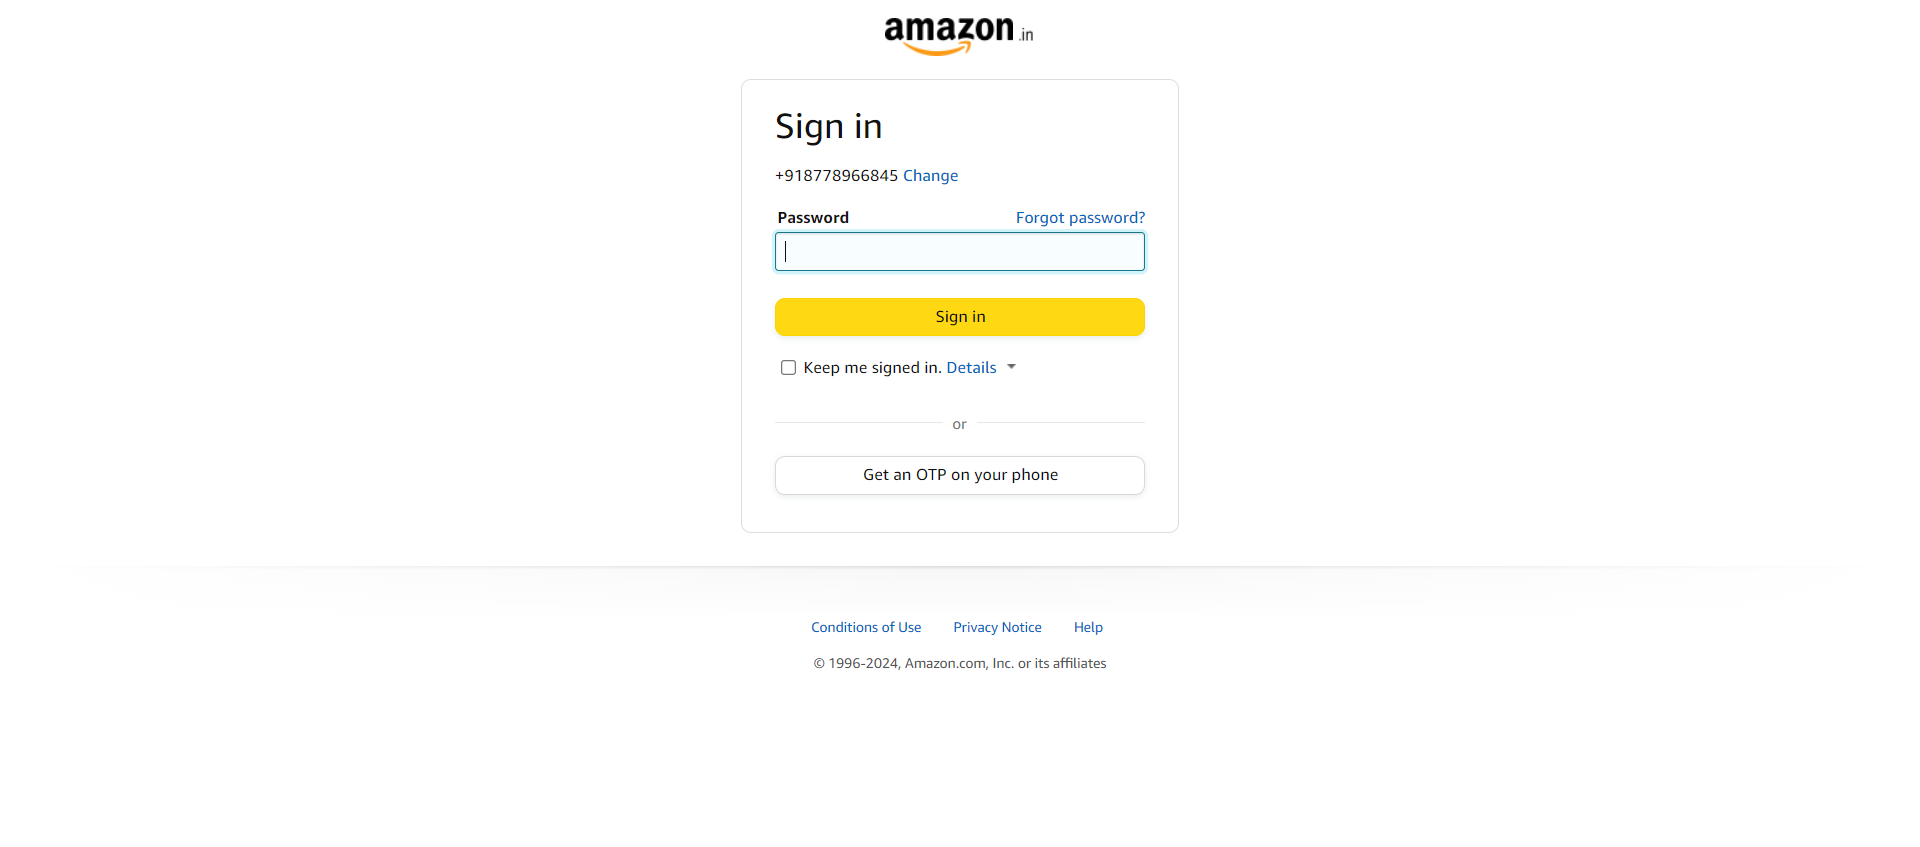 amazon.in
Sign in
+918778966845 Change
Password Forgot password?
Sign in
Keep me signed in. Details
or
Get an OTP on your phone
Conditions of Use Privacy Notice Help
© 1996-2024, Amazon.com, Inc. or its affiliates